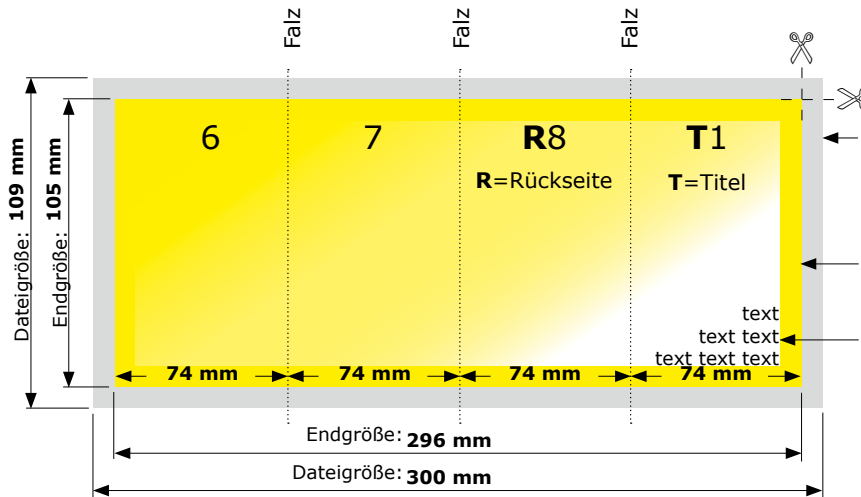 Falz
Falz
Falz
6
7
R8
T1
R=Rückseite
T=Titel
Dateigröße: 109 mm
Endgröße: 105 mm
text
text text
text text text
74 mm
74 mm
74 mm
74 mm
Endgröße: 296 mm
Dateigröße: 300 mm